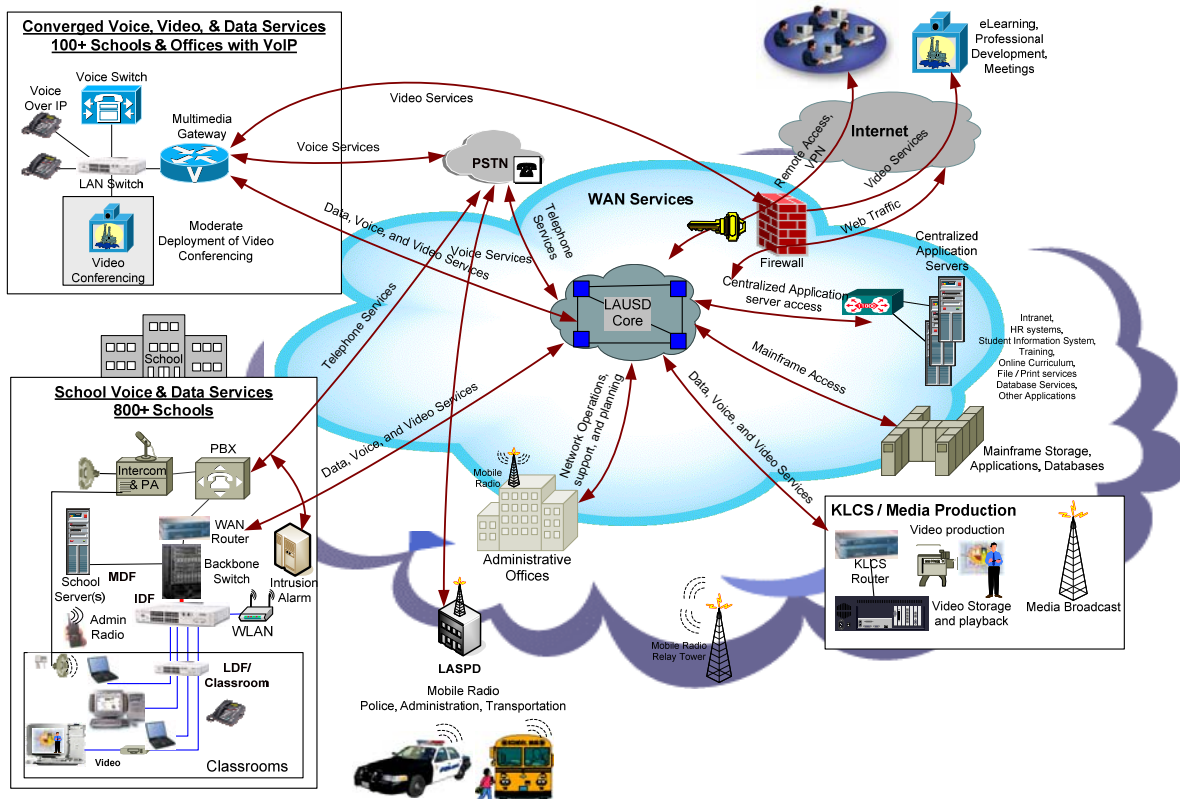 Converged Voice, Video, & Data Services
100+ Schools & Offices with VoIP
Voice Switch
Voice
Over IP
Multimedia
Gateway
V
LAN Switch
Video
Conferencing
Moderate
Deployment of Video
Conferencing
Video Services
Voice Services
PSTN
Data, Voice, and Video Services
Voice Services
Telephone
Services
Telephone Services
WAN Services
eLearning,
Professional
Development,
Meetings
Internet
Remote Access,
VPN
Video Services
Web Traffic
Firewall
Centralized
Application
Servers
LAUSD
Core
Centralized Application
server access
Intranet,
HR systems,
Student Information System,
Training,
Online Curriculum,
File / Print services
Database Services,
Other Applications
Mainframe Access
Mainframe Storage,
Applications, Databases
Data, Voice, and Video Services
Network Operations,
support, and planning
Data, Voice, and Video Services
School
School Voice & Data Services
800+ Schools
Intercom
& PA
PBX
WAN
Router
Backbone
Switch
Intrusion
Alarm
School
Server(s)
MDF
IDF
WLAN
Admin
Radio
LDF/
Classroom
Video
Classrooms
Mobile
Radio
Administrative
Offices
LASPD
Mobile Radio
Police, Administration, Transportation
SCHOOL BUS
Mobile Radio
Relay Tower
KLCS / Media Production
Video production
KLCS
Router
Video Storage
and playback
Media Broadcast